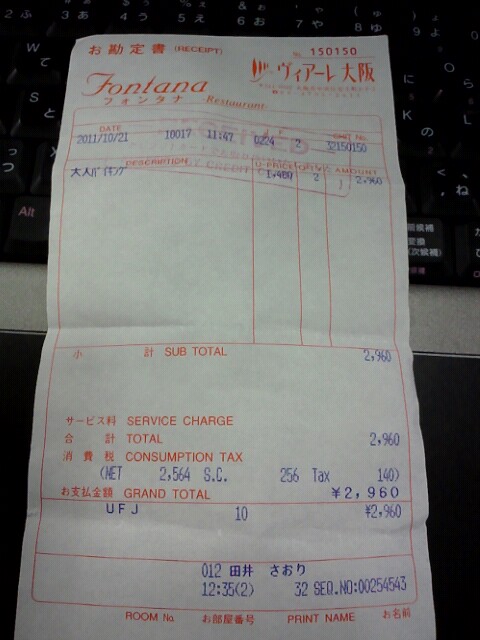 お勘定書 (RECEIPT)
No. 150150
Fontana
フォンタナ Restaurant
ヴィアーレ大阪
DATE
2011/10/21 10017 11:47 0224 2 32150150
DESCRIPTION U-PRICE Q'TY AMOUNT
大人バイキング 1,480 2 2,960
小 計 SUB TOTAL 2,960
サービス料 SERVICE CHARGE
合 計 TOTAL 2,960
消 費 税 CONSUMPTION TAX
(NET 2,564 S.C. 256 Tax 140)
お支払金額 GRAND TOTAL ¥2,960
UFJ 10 ¥2,960
012 田井 さおり
12:35(2) 32 SEQ.NO:00254543
ROOM No. お部屋番号 PRINT NAME お名前
Alt